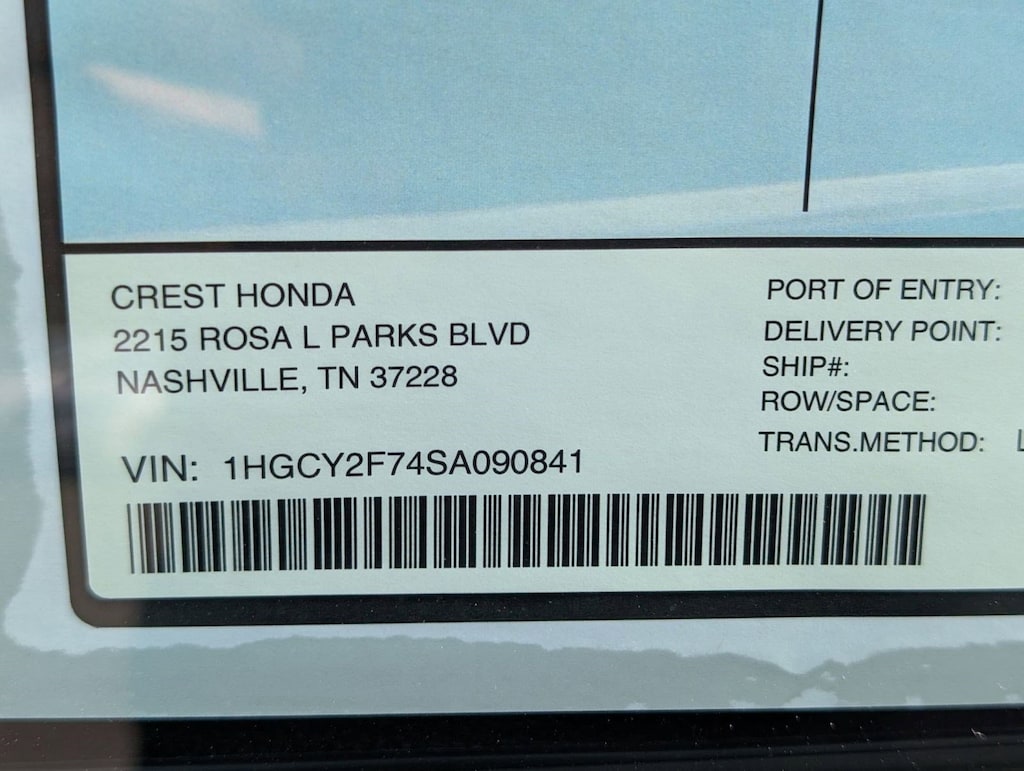 CREST HONDA
2215 ROSA L PARKS BLVD
NASHVILLE, TN 37228
VIN: 1HGCY2F74SA090841
PORT OF ENTRY:
DELIVERY POINT:
SHIP#:
ROW/SPACE:
TRANS.METHOD: